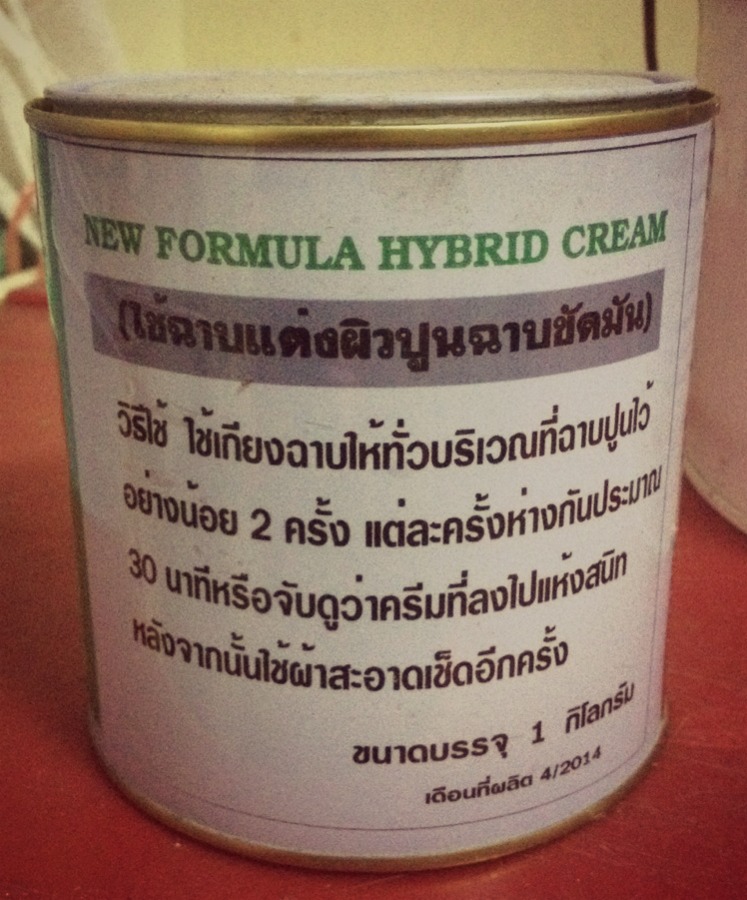 NEW FORMULA HYBRID CREAM
(ใช้ฉาบแต่งผิวปูนฉาบขัดมัน)
วิธีใช้ ใช้เกียงฉาบให้ทั่วบริเวณที่ฉาบปูนไว้
อย่างน้อย 2 ครั้ง แต่ละครั้งห่างกันประมาณ
30 นาทีหรือจับดูว่าครีมที่ลงไปแห้งสนิท
หลังจากนั้นใช้ผ้าสะอาดเช็ดอีกครั้ง
ขนาดบรรจุ 1 กิโลกรัม
เดือนที่ผลิต 4/2014